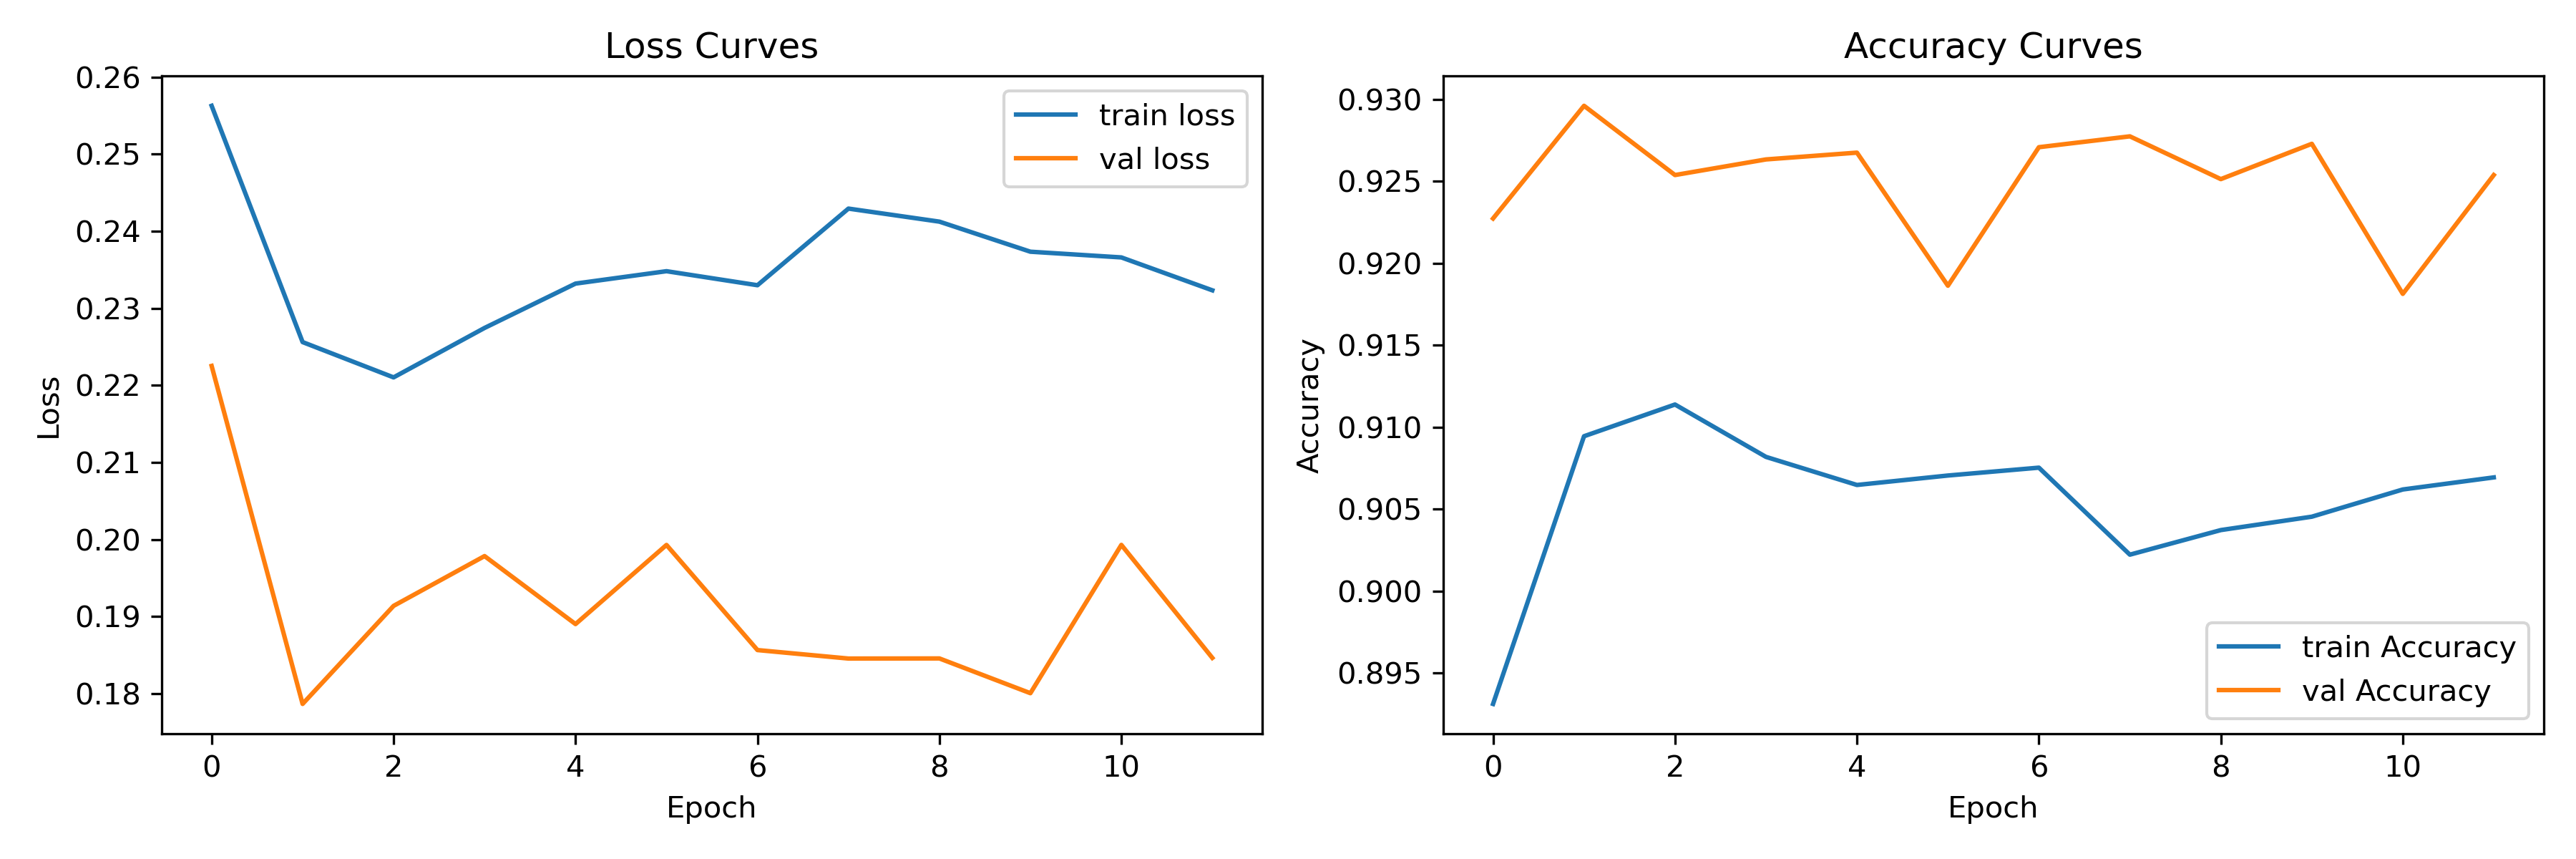 Loss Curves
0.26
0.25
0.24
0.23
0.22
0.21
0.20
0.19
0.18
Loss
train loss
val loss
0 2 4 6 8 10
Epoch
Accuracy Curves
0.930
0.925
0.920
0.915
0.910
0.905
0.900
0.895
Accuracy
train Accuracy
val Accuracy
0 2 4 6 8 10
Epoch